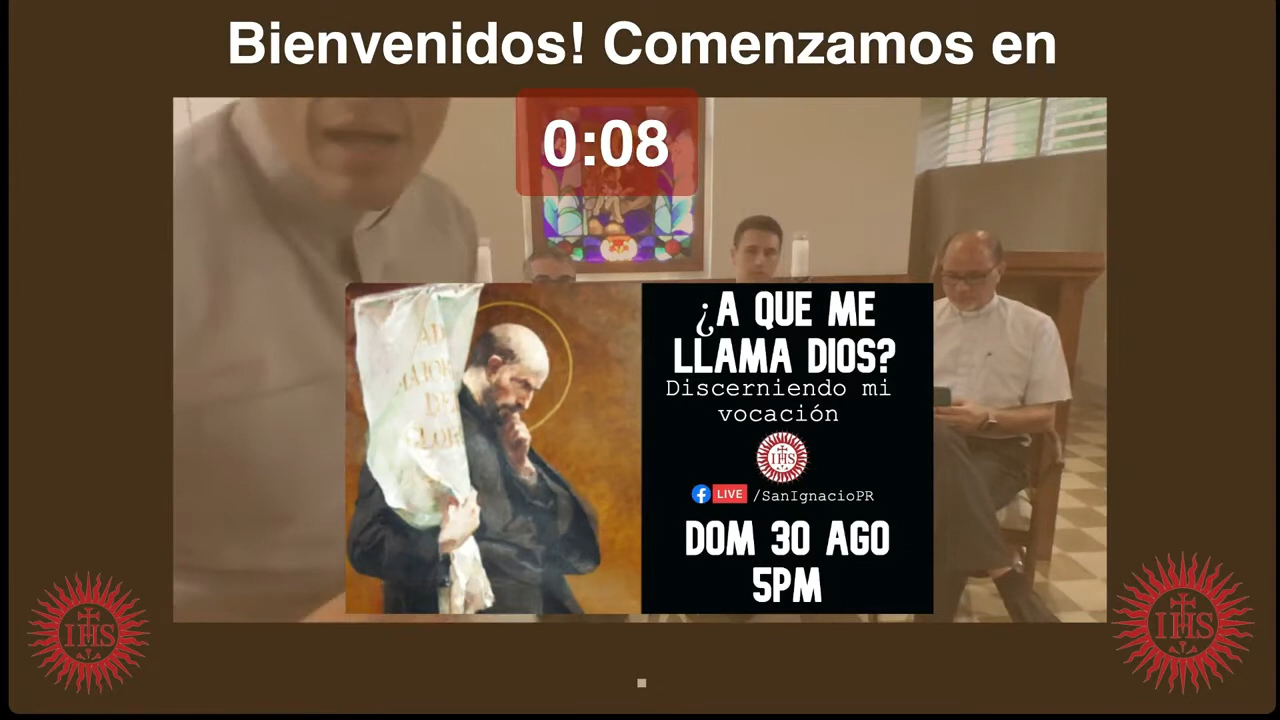 Bienvenidos! Comenzamos en
0:08
¿A QUE ME
LLAMA DIOS?
Discerniendo mi
vocación
IHS
LIVE /SanIgnacioPR
DOM 30 AGO
5PM
IHS
IHS